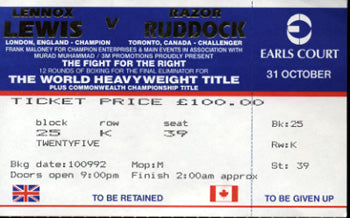 LENNOX
LEWIS V RAZOR
RUDDOCK
LONDON, ENGLAND - CHAMPION
TORONTO, CANADA - CHALLENGER
FRANK MALONEY FOR CHAMPION ENTERPRISES & MAIN EVENTS IN ASSOCIATION WITH
MURAD MUHAMMAD / 3M PROMOTIONS PROUDLY PRESENT
THE FIGHT FOR THE RIGHT
12 ROUNDS OF BOXING FOR THE FINAL ELIMINATOR FOR
THE WORLD HEAVYWEIGHT TITLE
PLUS COMMONWEALTH CHAMPIONSHIP TITLE
EARLS COURT
31 OCTOBER
TICKET PRICE £100.00
block row seat
25 K 39
TWENTYFIVE
Bkg date:100992 Mop:M
Doors open 9:00pm Finish 2:00am approx
Bk:25
Rw:K
St: 39
TO BE RETAINED
TO BE GIVEN UP